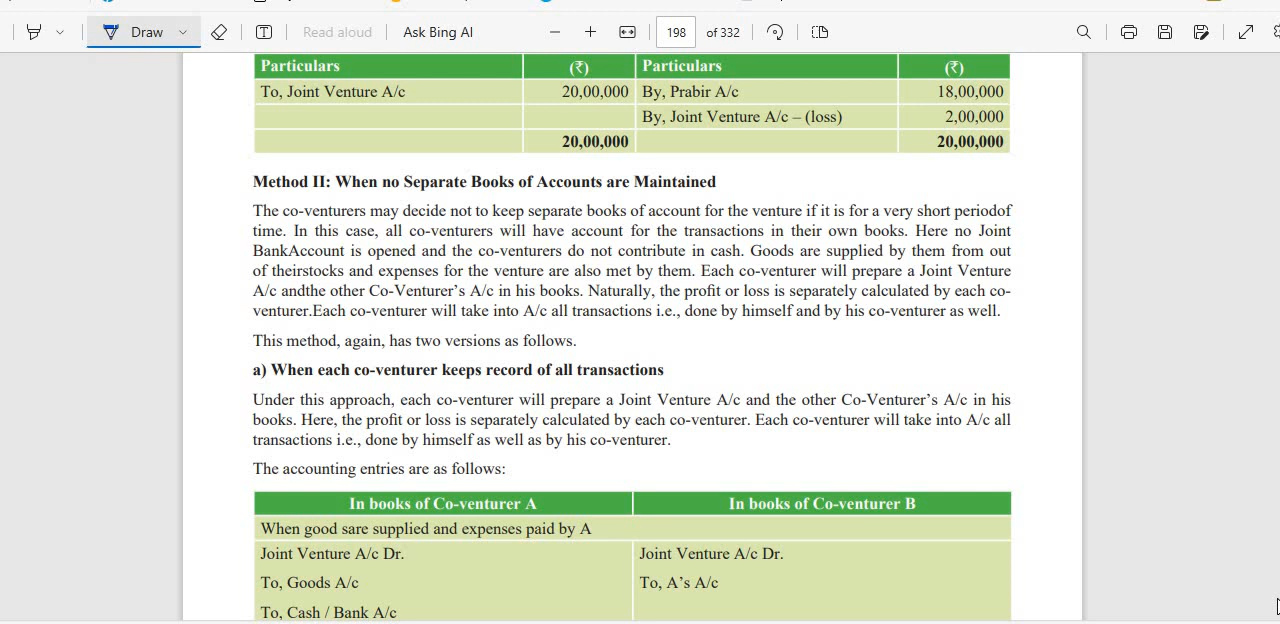 Draw
Read aloud
Ask Bing AI
198 of 332
Particulars (₹) Particulars (₹)
To, Joint Venture A/c 20,00,000 By, Prabir A/c 18,00,000
By, Joint Venture A/c – (loss) 2,00,000
20,00,000 20,00,000
Method II: When no Separate Books of Accounts are Maintained
The co-venturers may decide not to keep separate books of account for the venture if it is for a very short periodof
time. In this case, all co-venturers will have account for the transactions in their own books. Here no Joint
BankAccount is opened and the co-venturers do not contribute in cash. Goods are supplied by them from out
of theirstocks and expenses for the venture are also met by them. Each co-venturer will prepare a Joint Venture
A/c andthe other Co-Venturer’s A/c in his books. Naturally, the profit or loss is separately calculated by each co-
venturer.Each co-venturer will take into A/c all transactions i.e., done by himself and by his co-venturer as well.
This method, again, has two versions as follows.
a) When each co-venturer keeps record of all transactions
Under this approach, each co-venturer will prepare a Joint Venture A/c and the other Co-Venturer’s A/c in his
books. Here, the profit or loss is separately calculated by each co-venturer. Each co-venturer will take into A/c all
transactions i.e., done by himself as well as by his co-venturer.
The accounting entries are as follows:
In books of Co-venturer A In books of Co-venturer B
When good sare supplied and expenses paid by A
Joint Venture A/c Dr. Joint Venture A/c Dr.
To, Goods A/c To, A’s A/c
To, Cash / Bank A/c